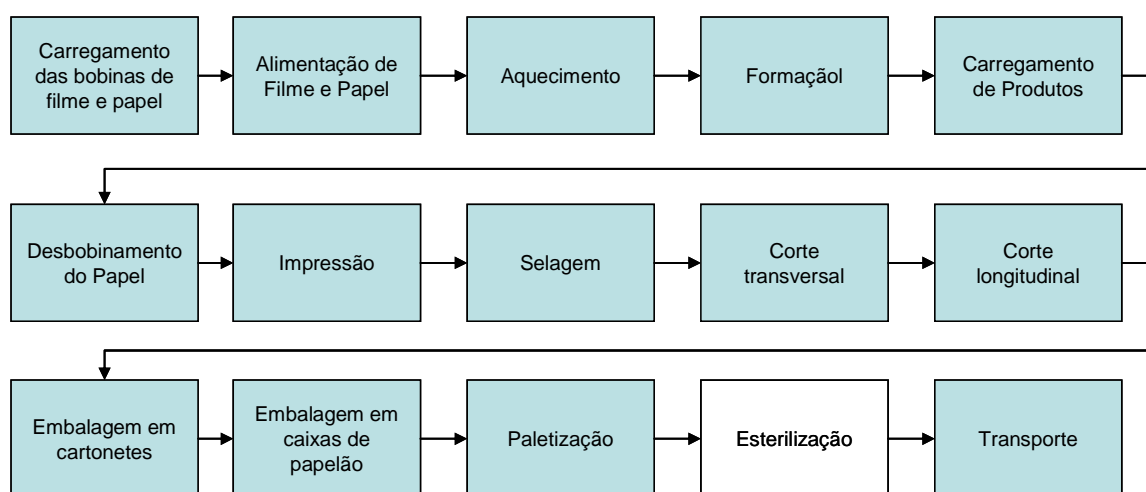 Carregamento
das bobinas de
filme e papel
Alimentação de
Filme e Papel
Aquecimento
Formaçãol
Carregamento
de Produtos
Desbobinamento
do Papel
Impressão
Selagem
Corte
transversal
Corte
longitudinal
Embalagem em
cartonetes
Embalagem em
caixas de
papelão
Paletização
Esterilização
Transporte